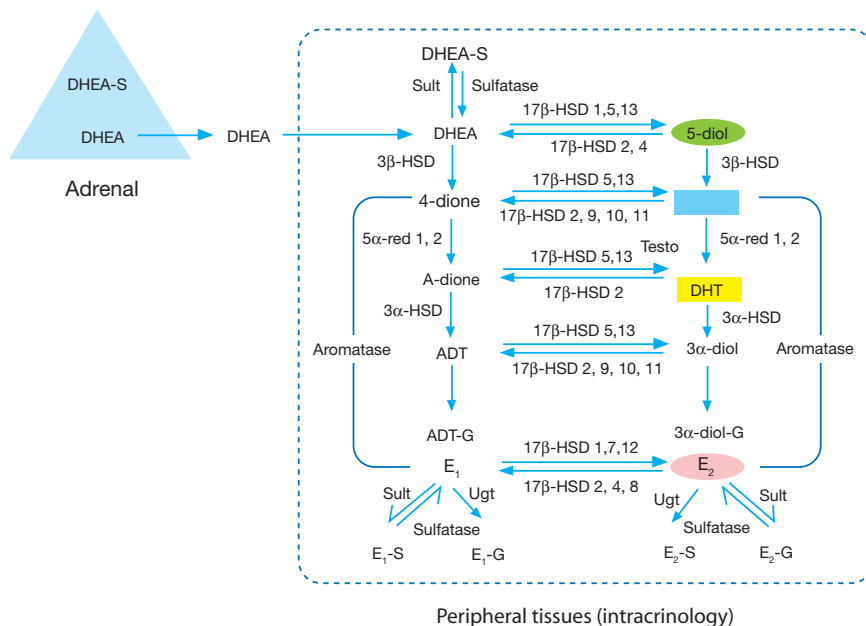 DHEA-S
DHEA
Adrenal
DHEA
DHEA-S
Sult
Sulfatase
DHEA
17β-HSD 1,5,13
17β-HSD 2, 4
5-diol
3β-HSD
3β-HSD
4-dione
17β-HSD 5,13
17β-HSD 2, 9, 10, 11
5α-red 1, 2
Testo
5α-red 1, 2
A-dione
17β-HSD 5,13
17β-HSD 2
DHT
3α-HSD
3α-HSD
Aromatase
ADT
17β-HSD 5,13
17β-HSD 2, 9, 10, 11
3α-diol
Aromatase
ADT-G
3α-diol-G
E₁
17β-HSD 1,7,12
17β-HSD 2, 4, 8
E₂
Sult
Ugt
Sulfatase
Ugt
Sult
Sulfatase
E₁-S
E₁-G
E₂-S
E₂-G
Peripheral tissues (intracrinology)